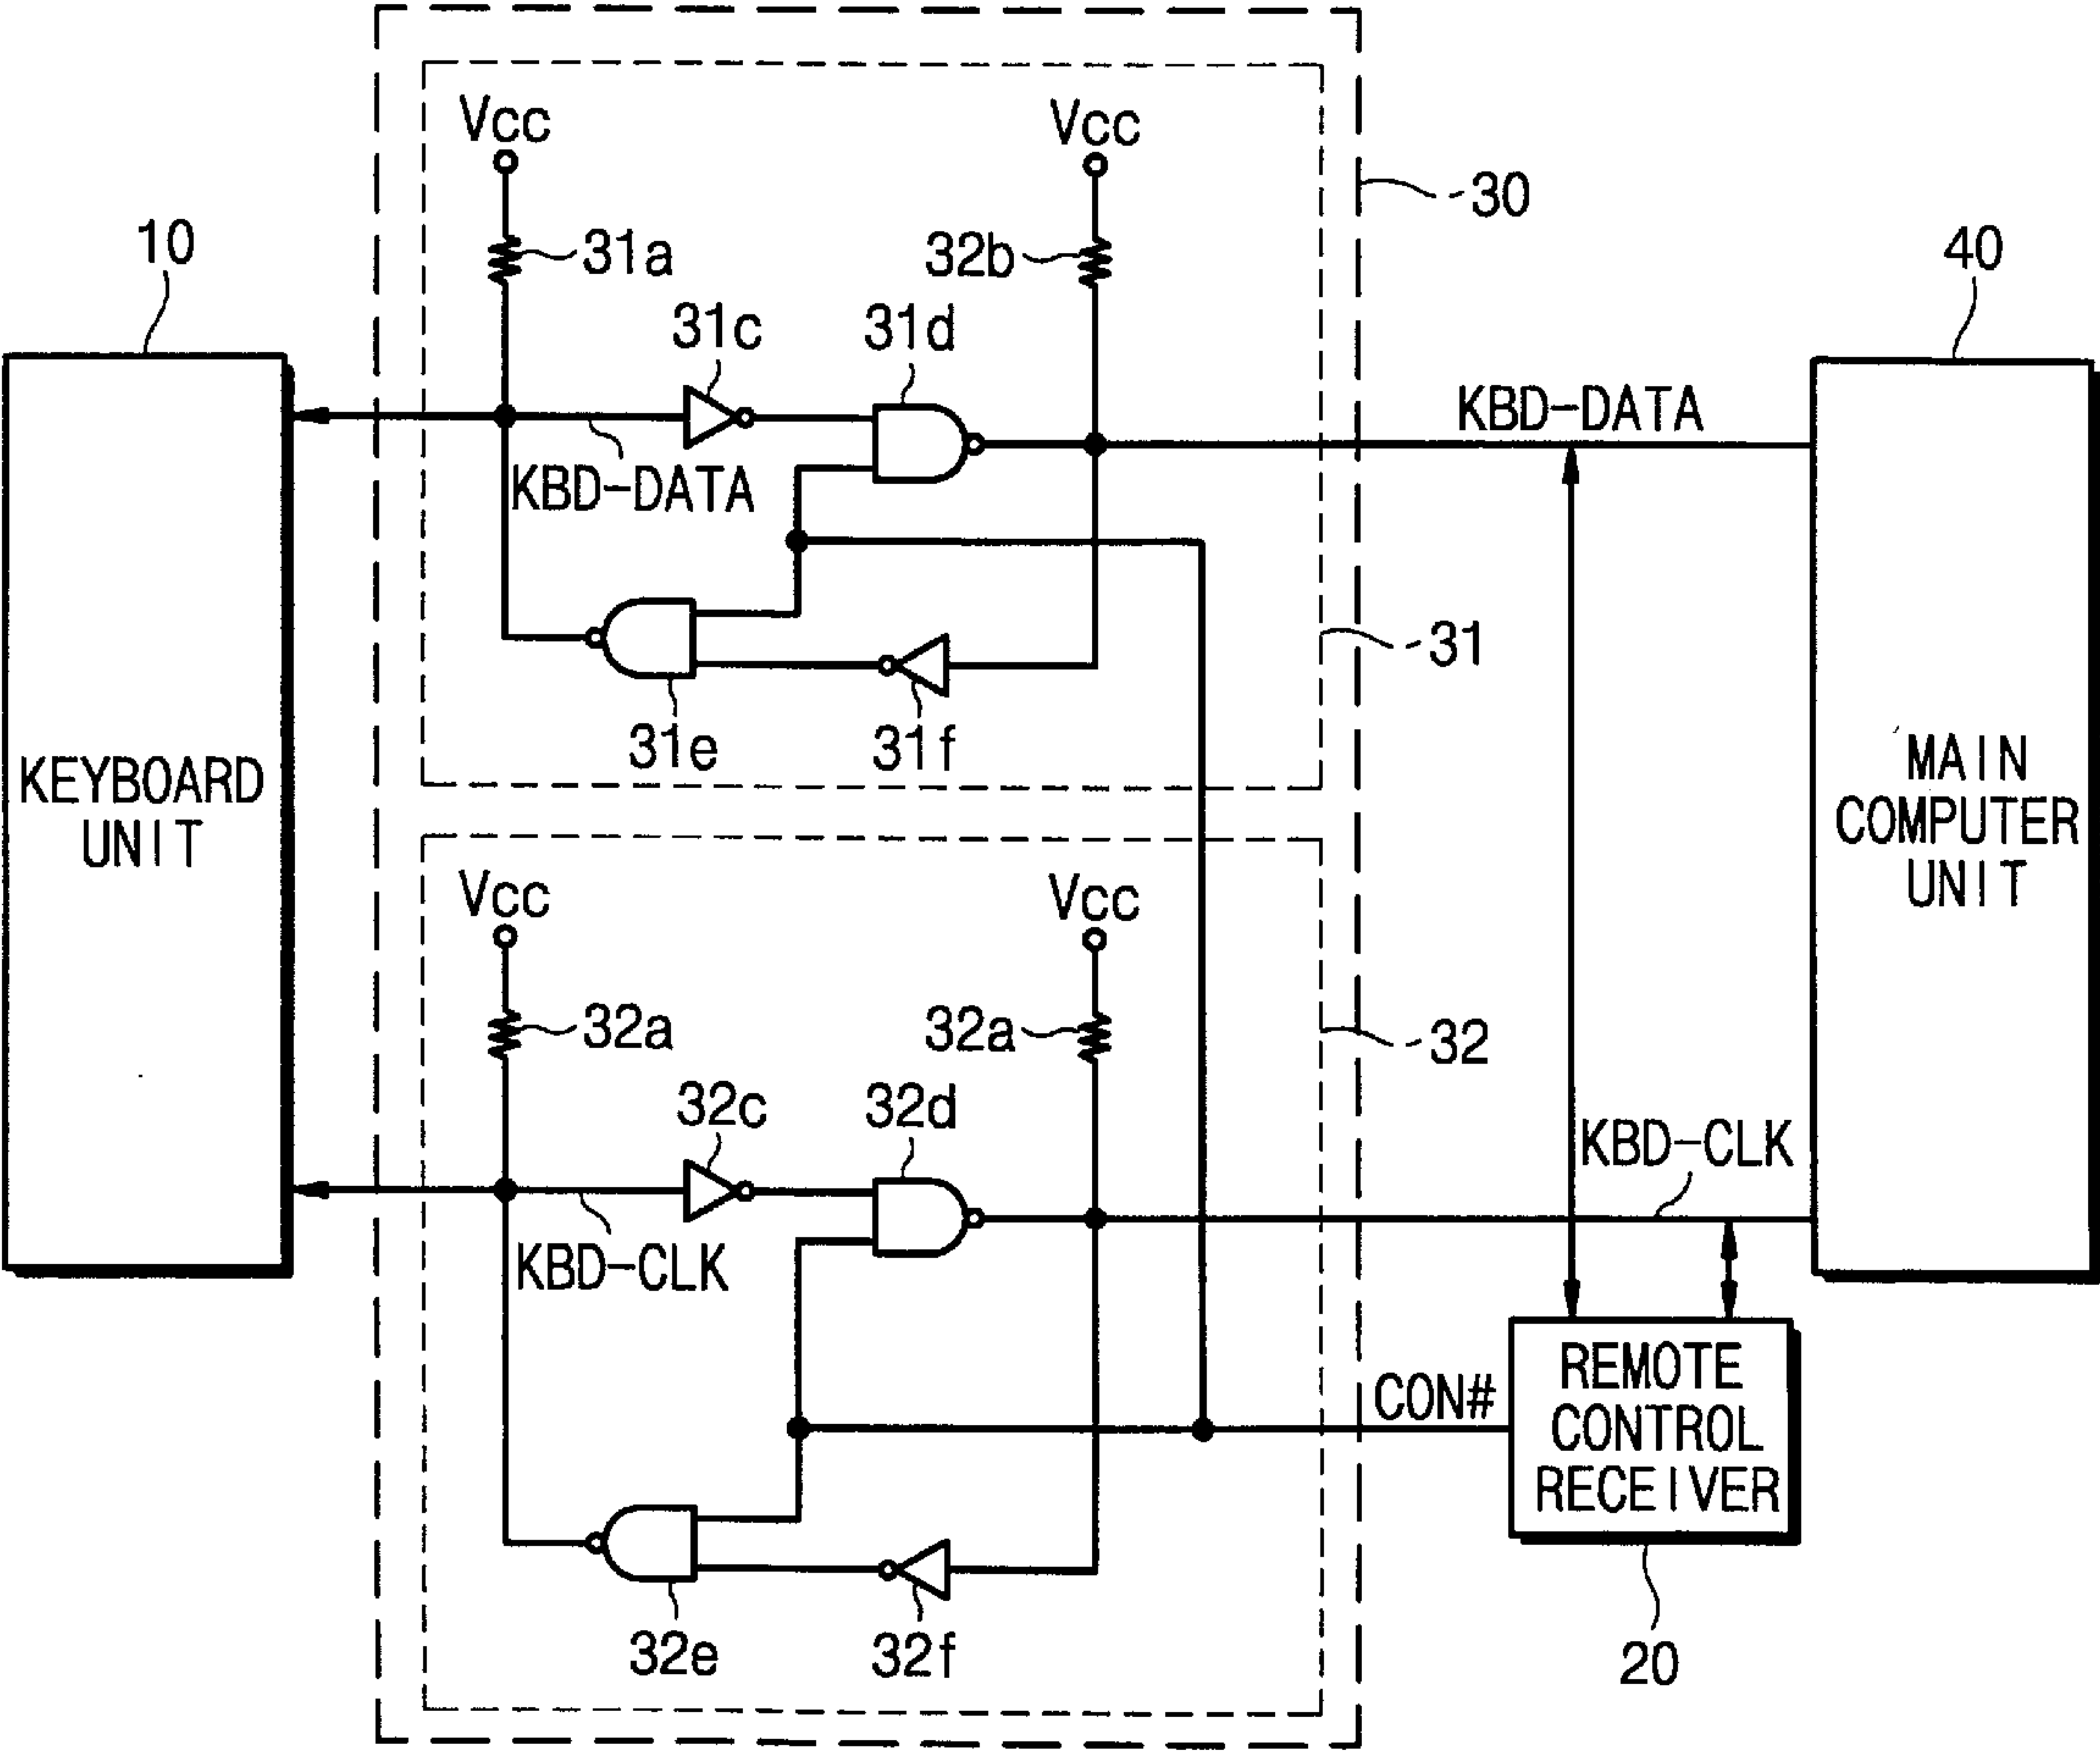 Vcc
Vcc
30
10
31a
32b
40
31c
31d
KBD-DATA
KBD-DATA
31
31e
31f
KEYBOARD
UNIT
MAIN
COMPUTER
UNIT
Vcc
Vcc
32a
32a
32
32c
32d
KBD-CLK
KBD-CLK
CON#
REMOTE
CONTROL
RECEIVER
32e
32f
20